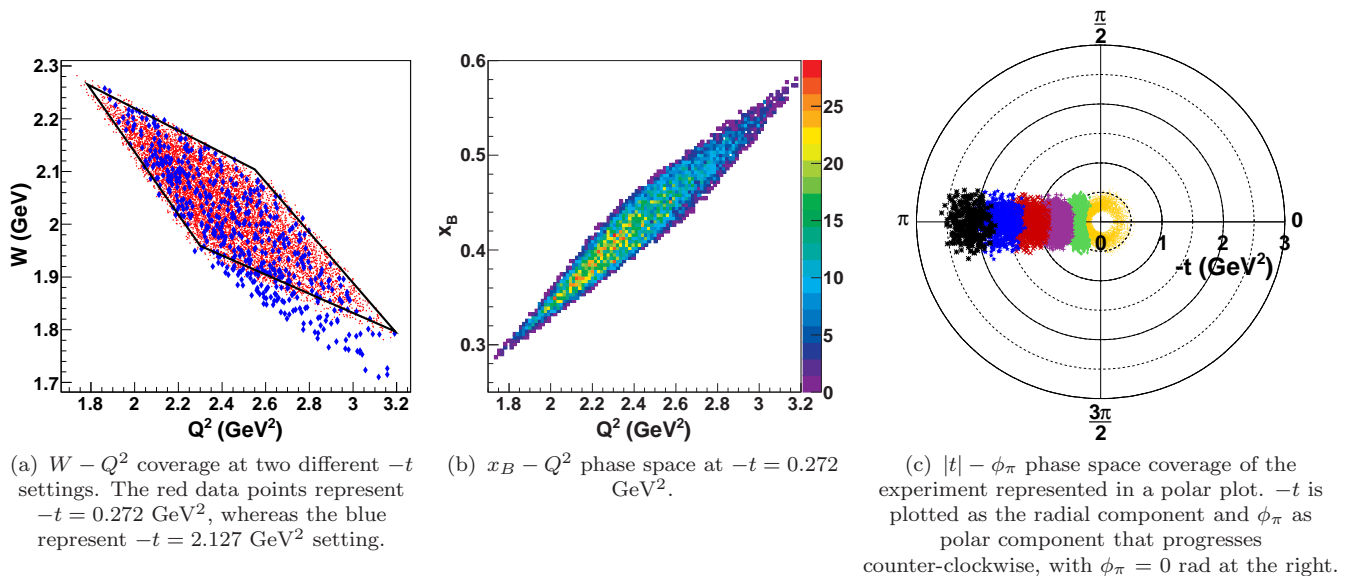 2.3
2.2
2.1
2
1.9
1.8
1.7
W (GeV)
1.8 2 2.2 2.4 2.6 2.8 3 3.2
Q² (GeV²)
(a) W − Q² coverage at two different −t
settings. The red data points represent
−t = 0.272 GeV², whereas the blue
represent −t = 2.127 GeV² setting.
0.6
0.5
0.4
0.3
x_B
1.8 2 2.2 2.4 2.6 2.8 3 3.2
Q² (GeV²)
25
20
15
10
5
0
(b) x_B − Q² phase space at −t = 0.272
GeV².
π/2
π
0
0 1 2 3
-t (GeV²)
3π/2
(c) |t| − ϕ_π phase space coverage of the
experiment represented in a polar plot. −t is
plotted as the radial component and ϕ_π as
polar component that progresses
counter-clockwise, with ϕ_π = 0 rad at the right.